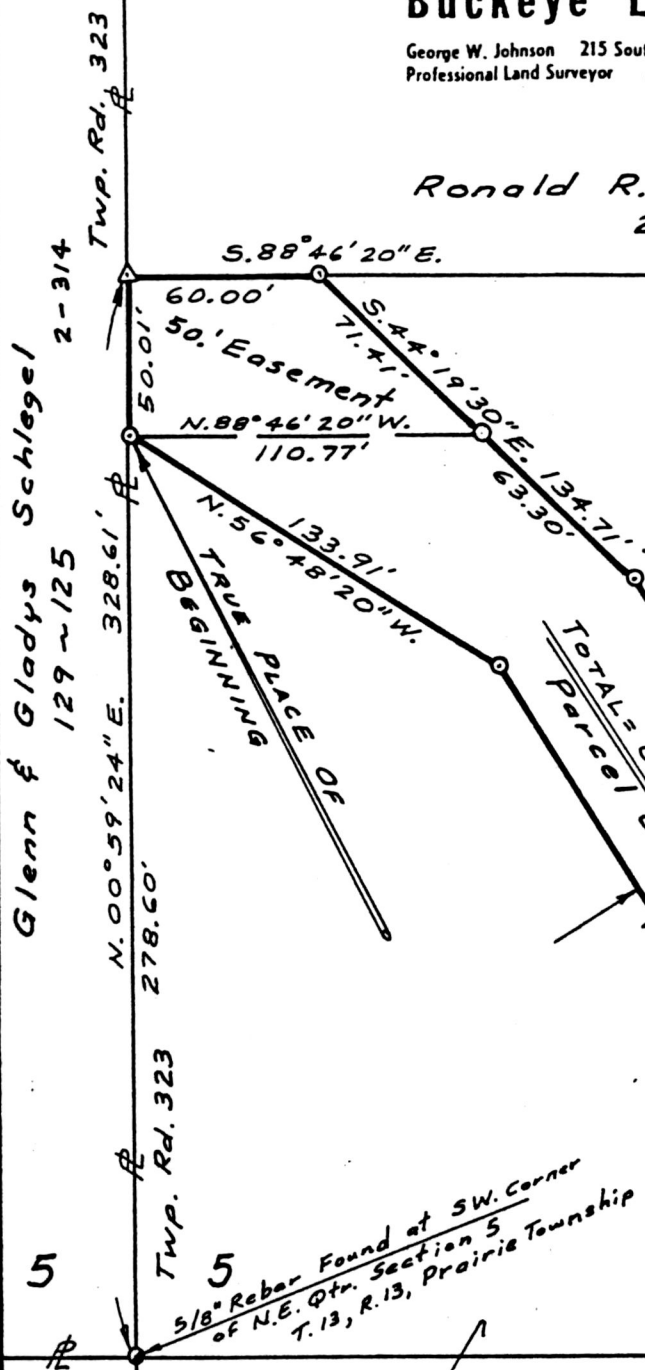 Buckeye L
George W. Johnson 215 Sout
Professional Land Surveyor
Twp. Rd. 323
PL
Ronald R.
2
S.88°46'20"E.
60.00'
50.' Easement
S.44°19'30"E. 134.71'
71.41'
63.30'
50.01'
N.88°46'20"W.
110.77'
133.91'
N.56°48'20"W.
TRUE PLACE OF
BEGINNING
Glenn & Gladys Schlegel
129~125
2-314
PL
N.00°59'24"E. 328.61'
278.60'
TOTAL=
Parcel
PL
Twp. Rd. 323
5
5
5/8" Rebar Found at SW. Corner
of N.E. Qtr. Section 5
T.13, R.13, Prairie Township
PL